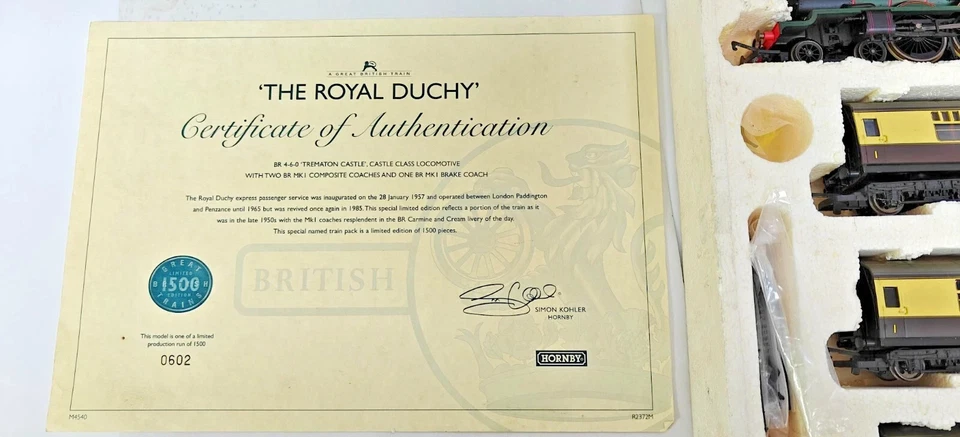 A GREAT BRITISH TRAIN
'THE ROYAL DUCHY'
Certificate of Authentication
BR 4-6-0 'TREMATON CASTLE', CASTLE CLASS LOCOMOTIVE
WITH TWO BR MK1 COMPOSITE COACHES AND ONE BR MK1 BRAKE COACH
The Royal Duchy express passenger service was inaugurated on the 28 January 1957 and operated between London Paddington
and Penzance until 1965 but was revived once again in 1985. This special limited edition reflects a portion of the train as it
was in the late 1950s with the Mk1 coaches resplendent in the BR Carmine and Cream livery of the day.
This special named train pack is a limited edition of 1500 pieces.
BRITISH
GREAT
LIMITED
1500
EDITION
TRAINS
SIMON KOHLER
HORNBY
This model is one of a limited
production run of 1500
0602
HORNBY
M4540
R2372M